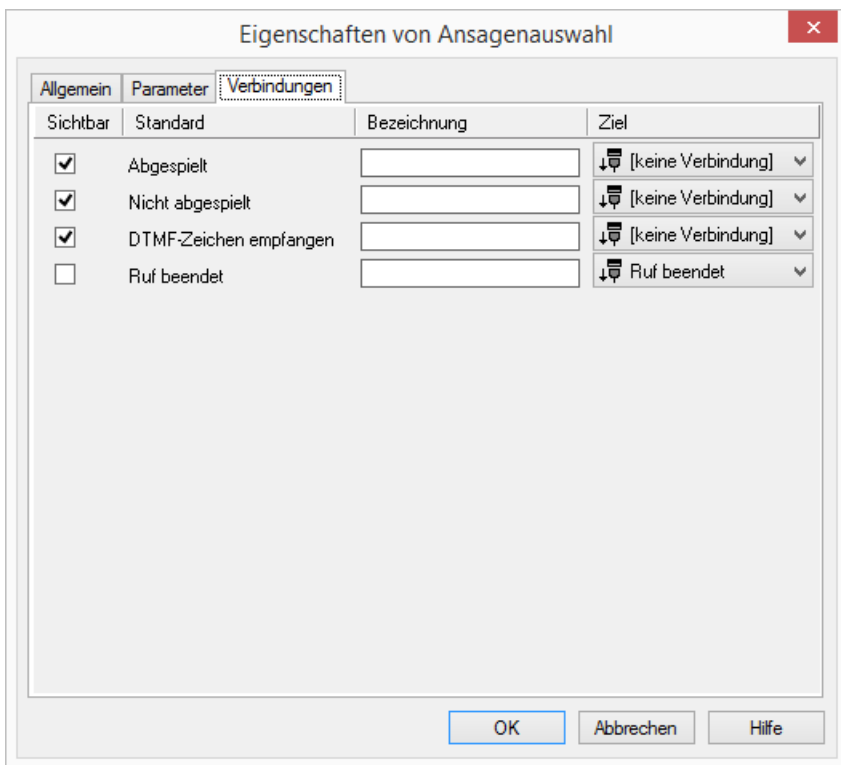 Eigenschaften von Ansagenauswahl
Allgemein Parameter Verbindungen
Sichtbar Standard Bezeichnung Ziel
Abgespielt [keine Verbindung]
Nicht abgespielt [keine Verbindung]
DTMF-Zeichen empfangen [keine Verbindung]
Ruf beendet Ruf beendet
OK Abbrechen Hilfe